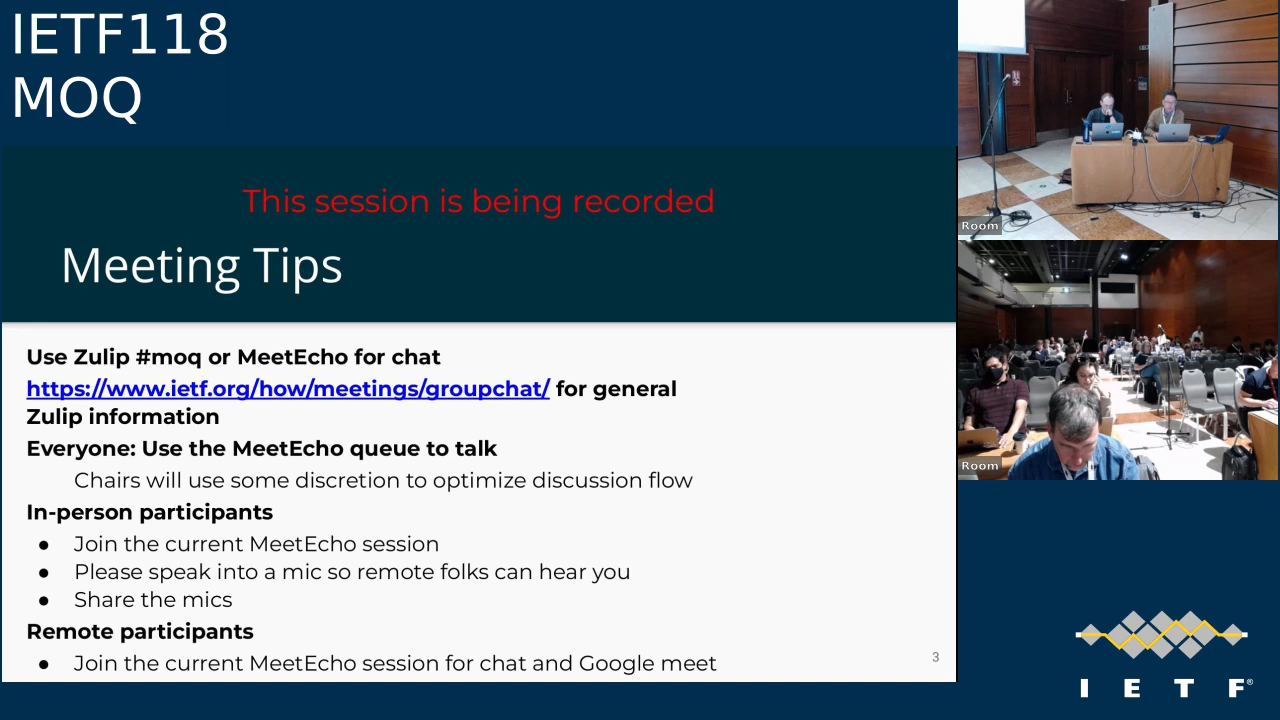 IETF118
MOQ
This session is being recorded
Meeting Tips
Use Zulip #moq or MeetEcho for chat
https://www.ietf.org/how/meetings/groupchat/ for general
Zulip information
Everyone: Use the MeetEcho queue to talk
Chairs will use some discretion to optimize discussion flow
In-person participants
● Join the current MeetEcho session
● Please speak into a mic so remote folks can hear you
● Share the mics
Remote participants
● Join the current MeetEcho session for chat and Google meet
3
Room
Room
I E T F®